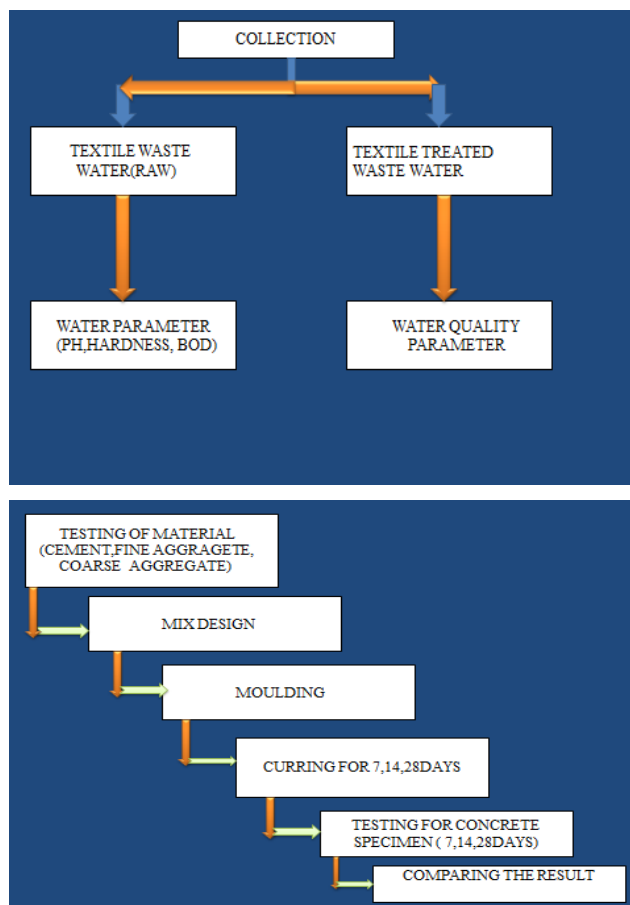 COLLECTION
TEXTILE WASTE
WATER(RAW)
TEXTILE TREATED
WASTE WATER
WATER PARAMETER
(PH,HARDNESS, BOD)
WATER QUALITY
PARAMETER
TESTING OF MATERIAL
(CEMENT,FINE AGGRAGETE,
COARSE AGGREGATE)
MIX DESIGN
MOULDING
CURRING FOR 7,14,28DAYS
TESTING FOR CONCRETE
SPECIMEN ( 7,14,28DAYS)
COMPARING THE RESULT